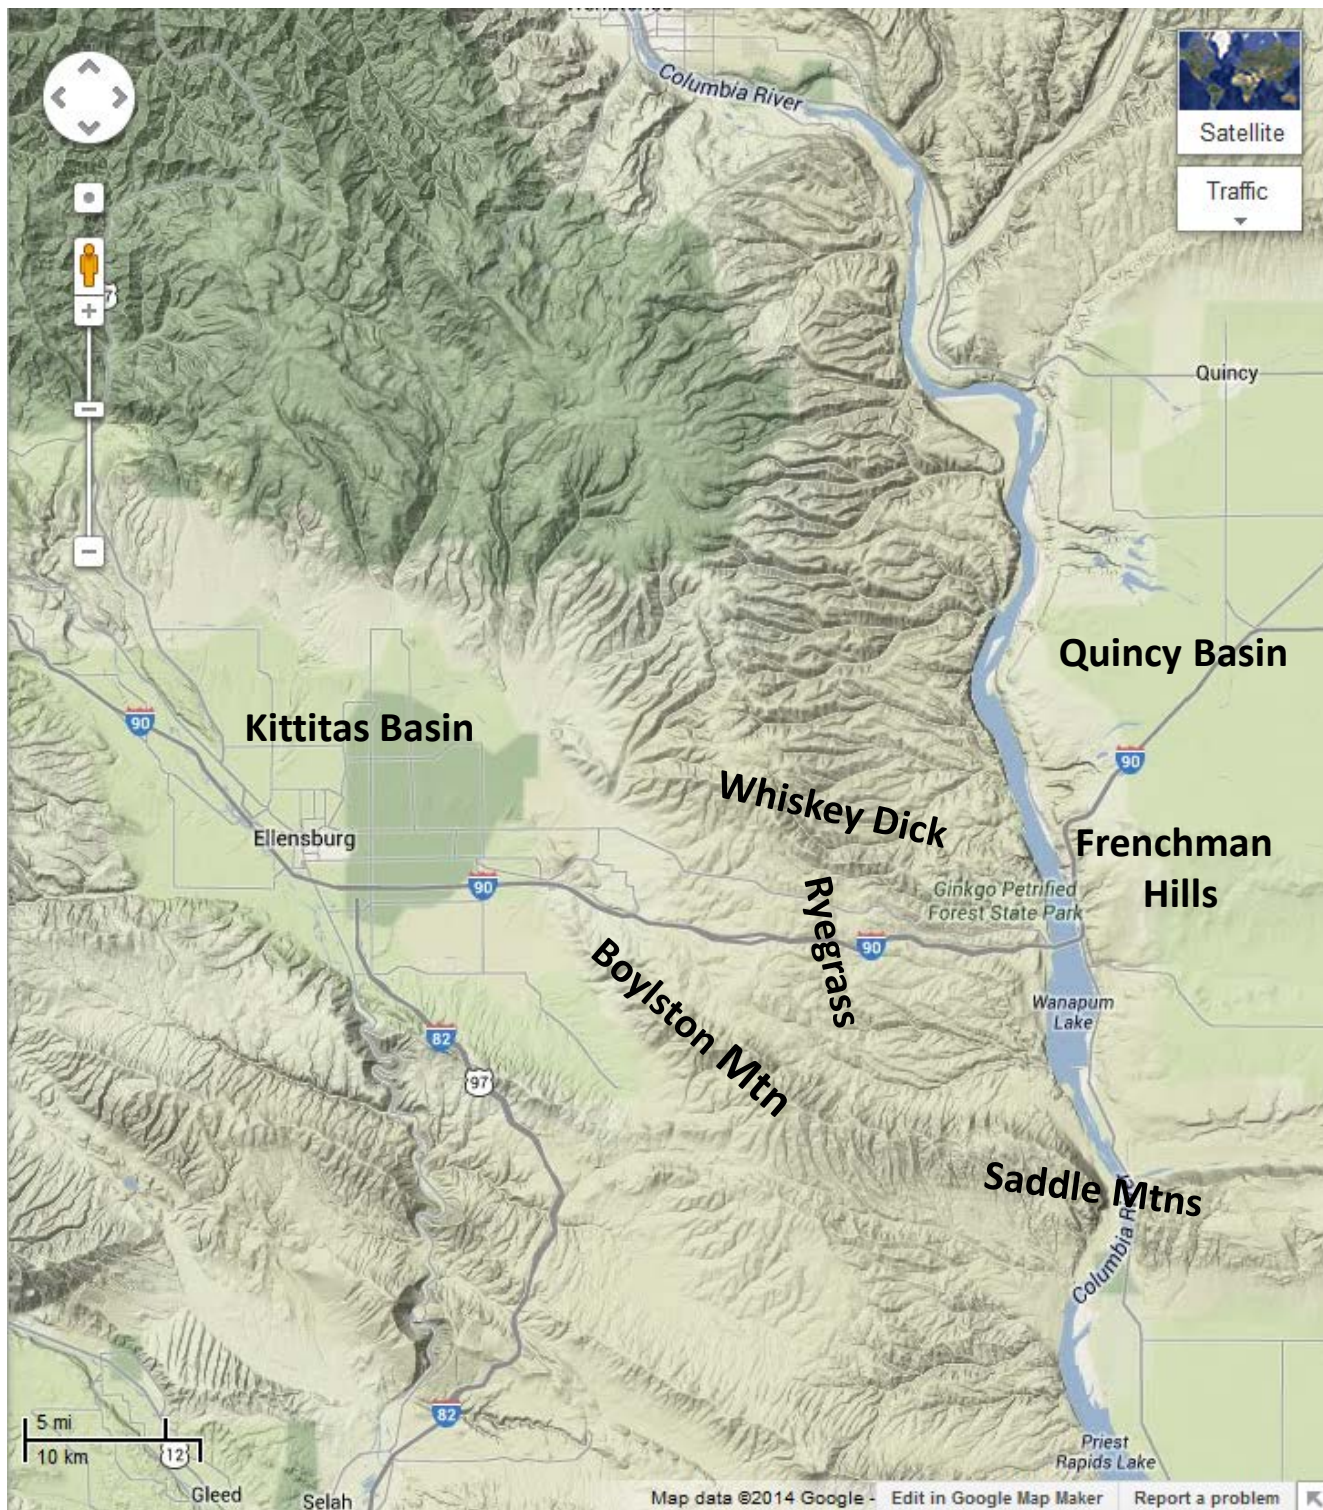 Columbia River
Satellite
Traffic
Quincy
Quincy Basin
90
Kittitas Basin
90
Whiskey Dick
Ellensburg
Frenchman
Hills
90
Ryegrass
Ginkgo Petrified
Forest State Park
90
Boylston Mtn
Wanapum
Lake
82
97
Saddle Mtns
Columbia
82
5 mi
10 km
12
Priest
Rapids Lake
Gleed
Selah
Map data ©2014 Google -
Edit in Google Map Maker
Report a problem